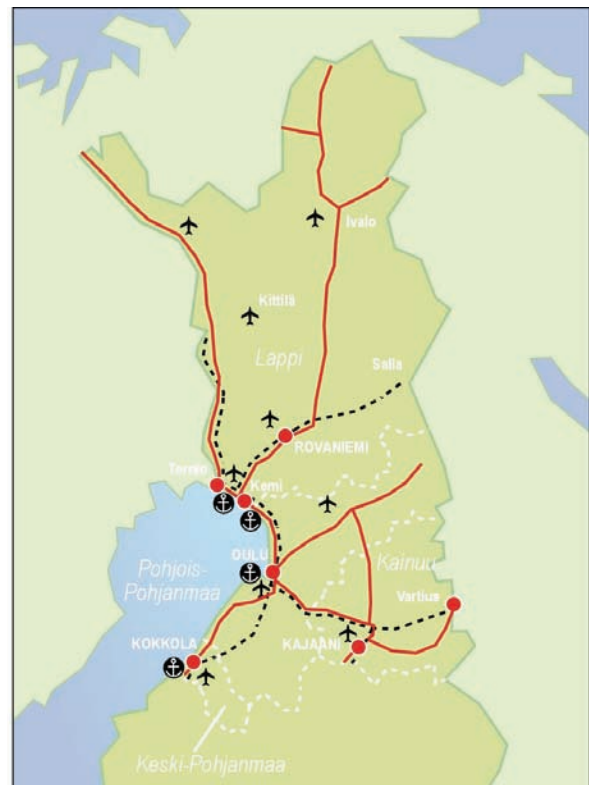 Ivalo
Kittilä
Lappi
Salla
ROVANIEMI
Tornio
Kemi
OULU
Pohjois-
Pohjanmaa
Kainuu
Vartius
KOKKOLA
KAJAANI
Keski-Pohjanmaa